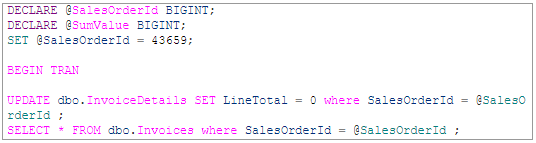 DECLARE @SalesOrderId BIGINT;
DECLARE @SumValue BIGINT;
SET @SalesOrderId = 43659;
BEGIN TRAN
UPDATE dbo.InvoiceDetails SET LineTotal = 0 where SalesOrderId = @SalesO
rderId ;
SELECT * FROM dbo.Invoices where SalesOrderId = @SalesOrderId ;